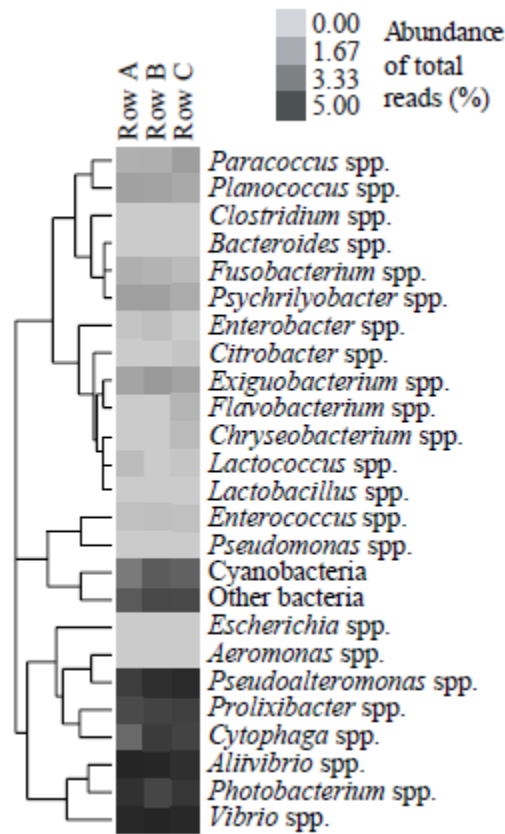 0.00
1.67
3.33
5.00
Abundance
of total
reads (%)
Row A
Row B
Row C
Paracoccus spp.
Planococcus spp.
Clostridium spp.
Bacteroides spp.
Fusobacterium spp.
Psychrilyobacter spp.
Enterobacter spp.
Citrobacter spp.
Exiguobacterium spp.
Flavobacterium spp.
Chryseobacterium spp.
Lactococcus spp.
Lactobacillus spp.
Enterococcus spp.
Pseudomonas spp.
Cyanobacteria
Other bacteria
Escherichia spp.
Aeromonas spp.
Pseudoalteromonas spp.
Prolixibacter spp.
Cytophaga spp.
Aliivibrio spp.
Photobacterium spp.
Vibrio spp.